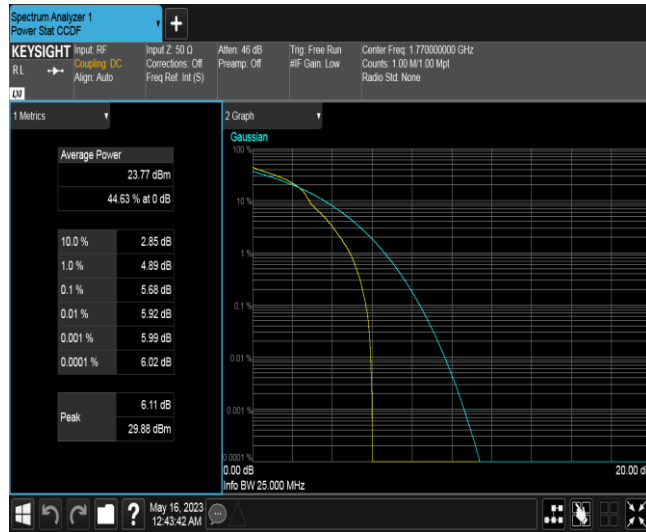 Spectrum Analyzer 1
Power Stat CCDF
KEYSIGHT
RL
LXI
Input: RF
Coupling: DC
Align: Auto
Input Z: 50 Ω
Corrections: Off
Freq Ref: Int (S)
Atten: 46 dB
Preamp: Off
Trig: Free Run
#IF Gain: Low
Center Freq: 1.770000000 GHz
Counts: 1.00 M/1.00 Mpt
Radio Std: None
1 Metrics
Average Power
23.77 dBm
44.63 % at 0 dB
10.0 % 2.85 dB
1.0 % 4.89 dB
0.1 % 5.68 dB
0.01 % 5.92 dB
0.001 % 5.99 dB
0.0001 % 6.02 dB
Peak
6.11 dB
29.88 dBm
2 Graph
Gaussian
100 %
10 %
1 %
0.1 %
0.01 %
0.001 %
0.0001 %
0.00 dB
20.00 d
Info BW 25.000 MHz
?
May 16, 2023
12:43:42 AM